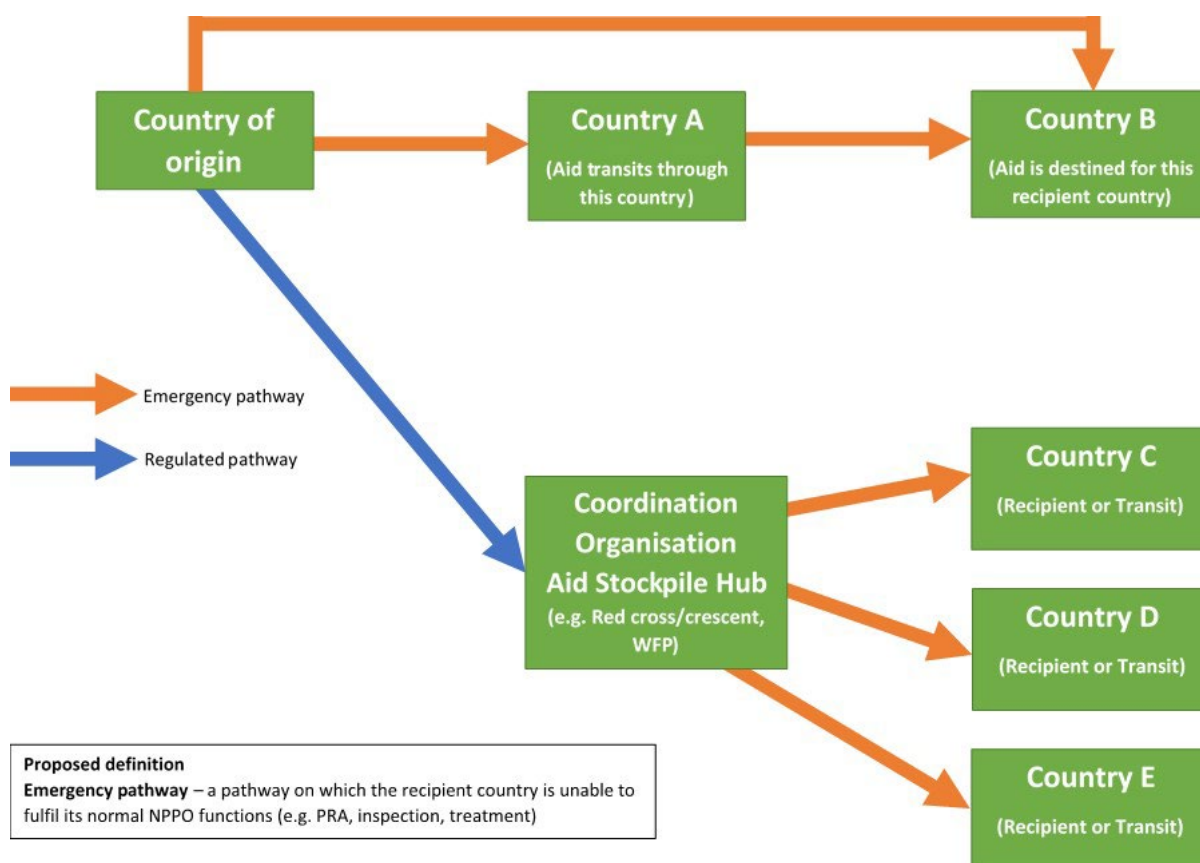 Country of
origin
Country A
(Aid transits through
this country)
Country B
(Aid is destined for this
recipient country)
Emergency pathway
Regulated pathway
Coordination
Organisation
Aid Stockpile Hub
(e.g. Red cross/crescent,
WFP)
Country C
(Recipient or Transit)
Country D
(Recipient or Transit)
Country E
(Recipient or Transit)
Proposed definition
Emergency pathway – a pathway on which the recipient country is unable to
fulfil its normal NPPO functions (e.g. PRA, inspection, treatment)